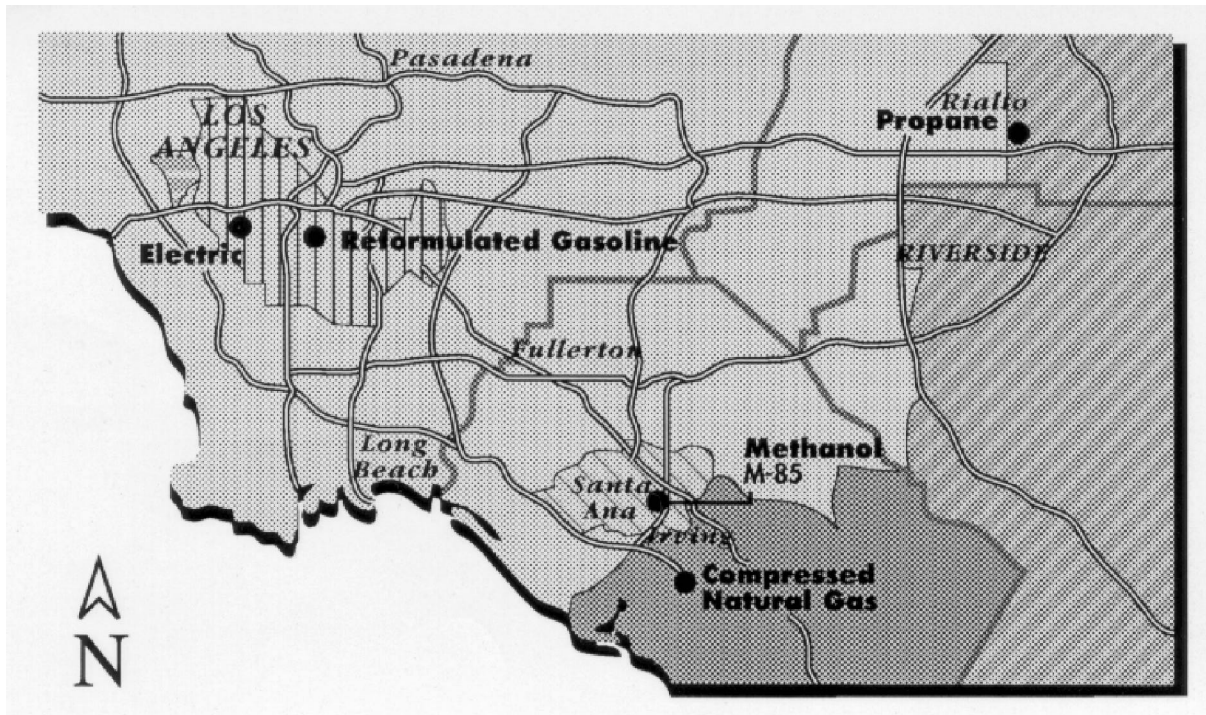 Pasadena
LOS
ANGELES
Rialto
Propane
Electric
Reformulated Gasoline
RIVERSIDE
Fullerton
Long
Beach
Methanol
M-85
Santa
Ana
Irving
Compressed
Natural Gas
N